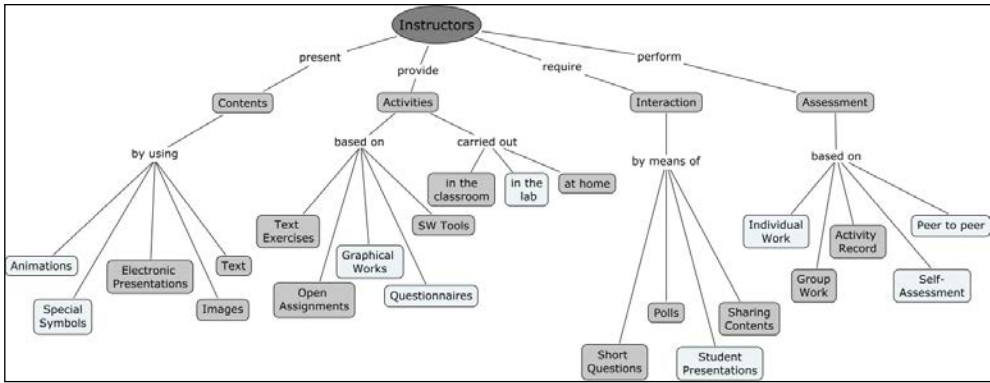 Instructors
present
provide
require
perform
Contents
Activities
Interaction
Assessment
by using
based on
carried out
by means of
based on
in the
classroom
in the
lab
at home
Text
Exercises
SW Tools
Individual
Work
Activity
Record
Peer to peer
Animations
Electronic
Presentations
Text
Graphical
Works
Special
Symbols
Images
Open
Assignments
Questionnaires
Group
Work
Self-
Assessment
Polls
Sharing
Contents
Short
Questions
Student
Presentations